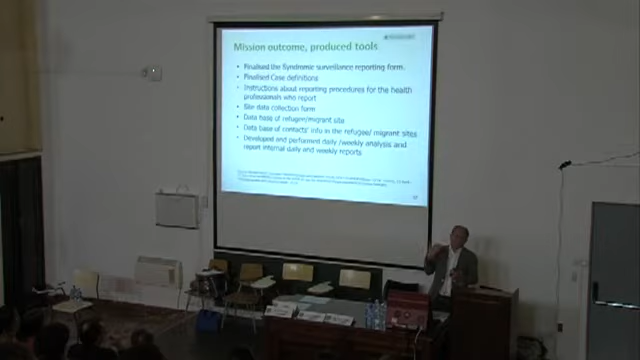 Mission outcome, produced tools
Finalised the Syndromic surveillance reporting form.
Finalised Case definitions
Instructions about reporting procedures for the health
professionals who report
Site data collection form
Data base of refugee/migrant site
Data base of contacts' info in the refugee/ migrant sites
Developed and performed daily /weekly analysis and
report internal daily and weekly reports